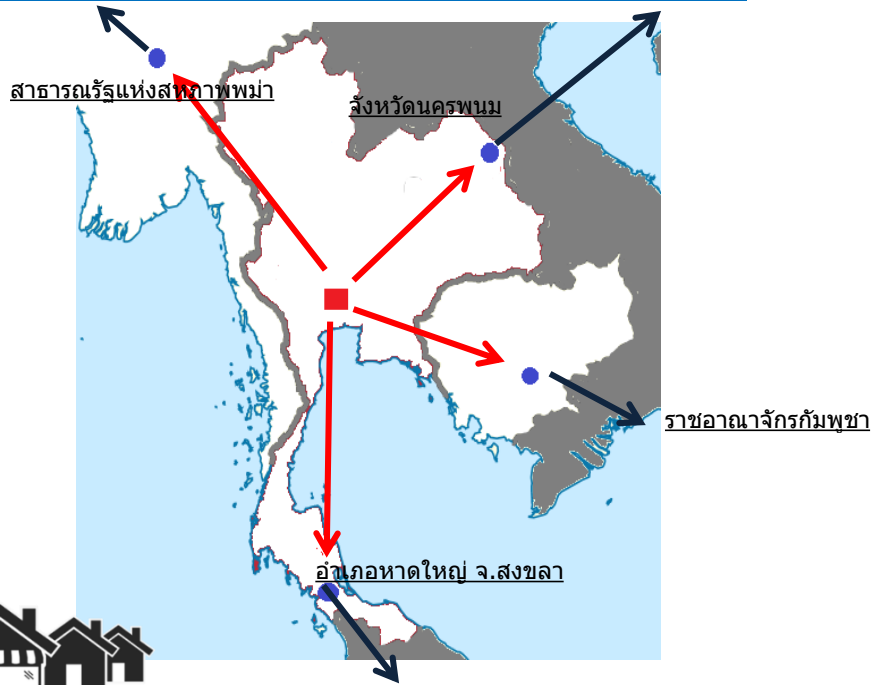 สาธารณรัฐแห่งสหภาพพม่า
จังหวัดนครพนม
ราชอาณาจักรกัมพูชา
อำเภอหาดใหญ่ จ.สงขลา